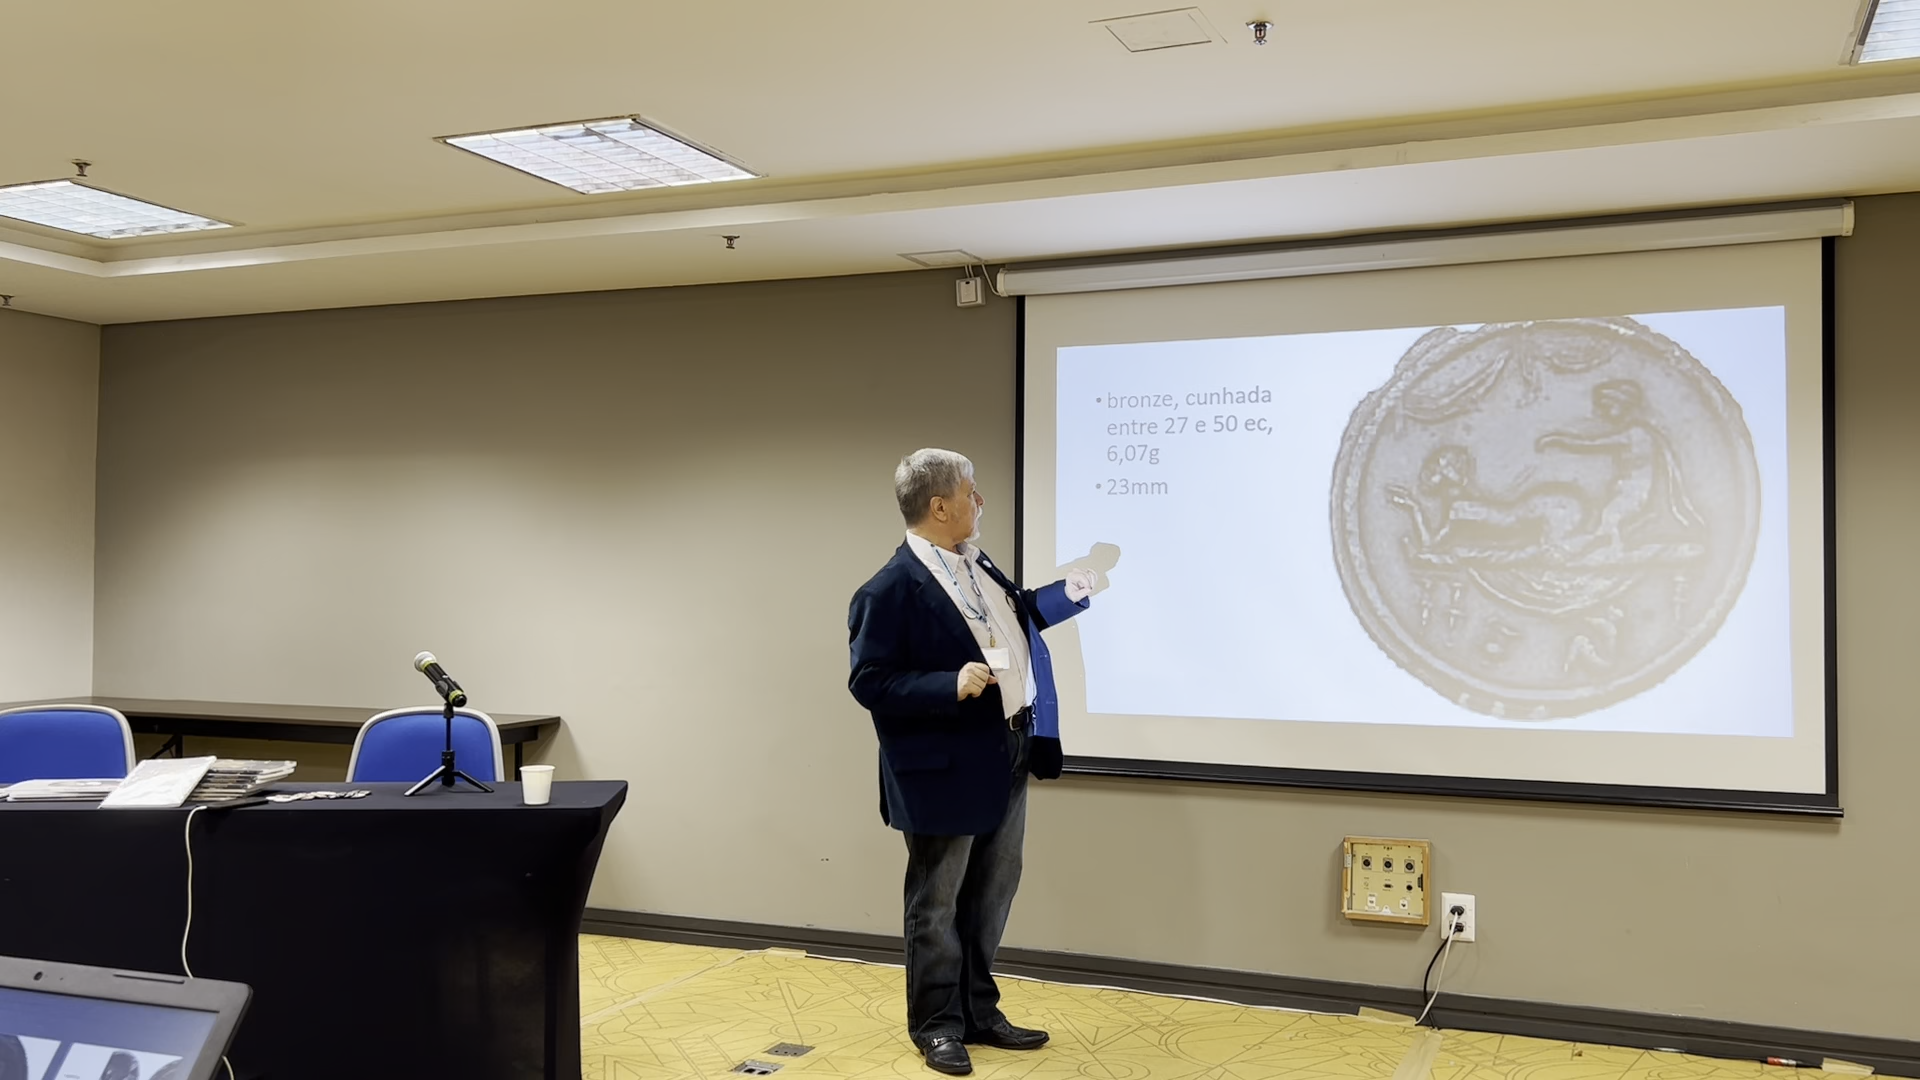 • bronze, cunhada
entre 27 e 50 ec,
6,07g
• 23mm